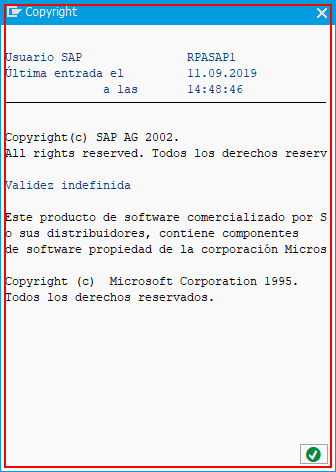 Copyright
Usuario SAP RPASAP1
Última entrada el 11.09.2019
a las 14:48:46
Copyright(c) SAP AG 2002.
All rights reserved. Todos los derechos reserv
Validez indefinida
Este producto de software comercializado por S
o sus distribuidores, contiene componentes
de software propiedad de la corporación Micros
Copyright (c) Microsoft Corporation 1995.
Todos los derechos reservados.